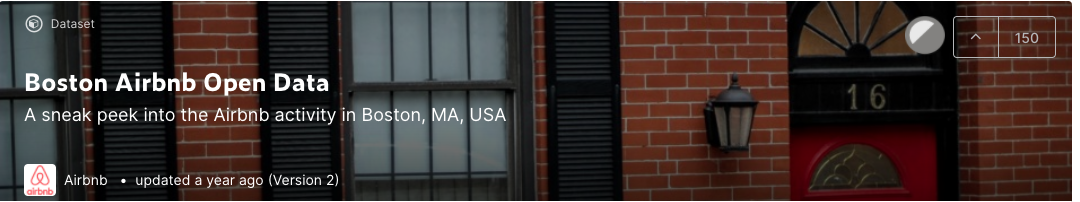 Dataset
150
Boston Airbnb Open Data
16
A sneak peek into the Airbnb activity in Boston, MA, USA
airbnb
Airbnb • updated a year ago (Version 2)